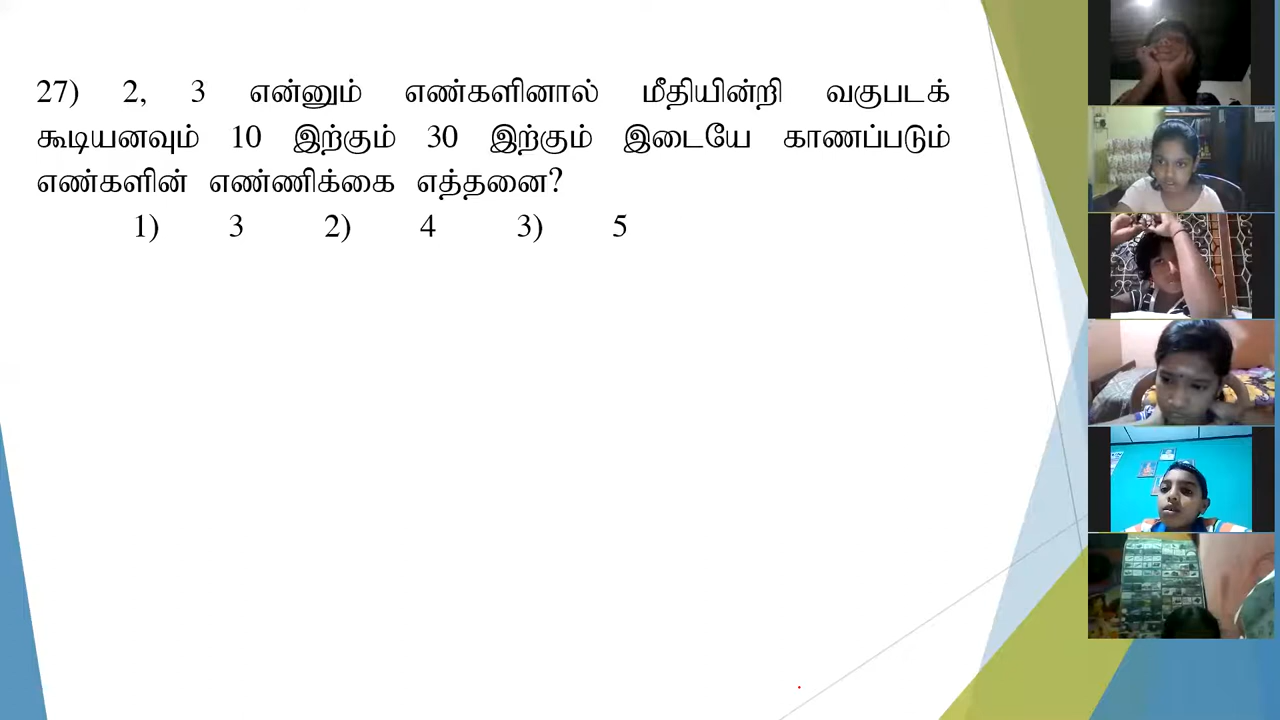 27) 2, 3 என்னும் எண்களினால் மீதியின்றி வகுபடக்
கூடியனவும் 10 இற்கும் 30 இற்கும் இடையே காணப்படும்
எண்களின் எண்ணிக்கை எத்தனை?
1) 3 2) 4 3) 5